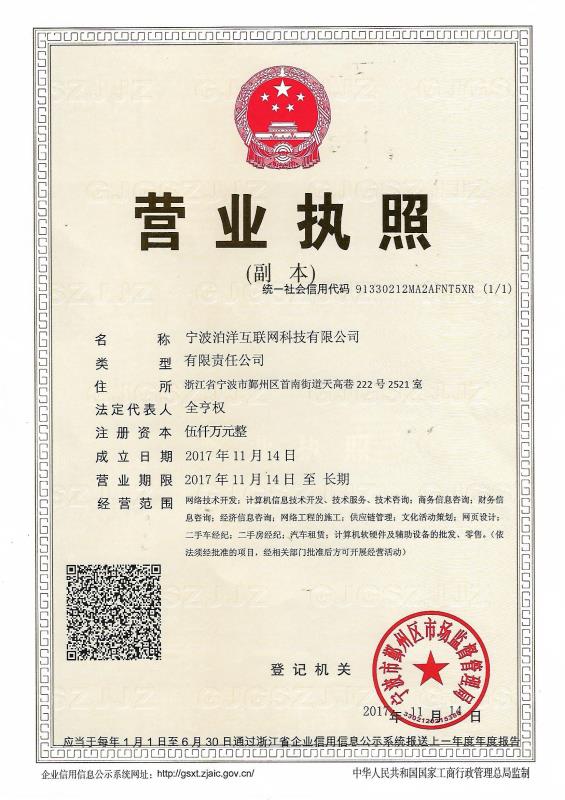 营业执照
(副 本)
统一社会信用代码 91330212MA2AFNT5XR (1/1)
名 称 宁波泊洋互联网科技有限公司
类 型 有限责任公司
住 所 浙江省宁波市鄞州区首南街道天高巷222号2521室
法定代表人 全亨权
注册资本 伍仟万元整
成立日期 2017年11月14日
营业期限 2017年11月14日至 长期
经营范围 网络技术开发；计算机信息技术开发、技术服务、技术咨询；商务信息咨询；财务信
息咨询；经济信息咨询；网络工程的施工；供应链管理；文化活动策划；网页设计；
二手车经纪；二手房经纪；汽车租赁；计算机软硬件及辅助设备的批发、零售。（依
法须经批准的项目，经相关部门批准后方可开展经营活动）
宁波市鄞州区市场监督管理局
登记机关
2017年 11月 14日
应当于每年1月1日至6月30日通过浙江省企业信用信息公示系统报送上一年度年度报告
企业信用信息公示系统网址：http://gsxt.zjaic.gov.cn/
中华人民共和国国家工商行政管理总局监制